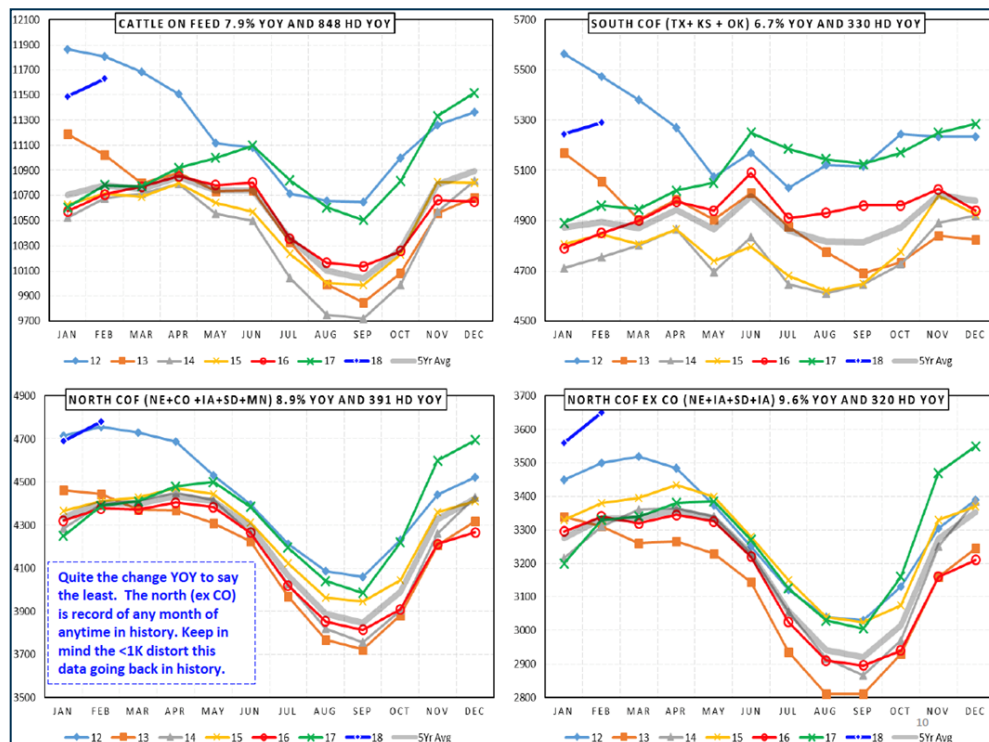 CATTLE ON FEED 7.9% YOY AND 848 HD YOY
12100
11900
11700
11500
11300
11100
10900
10700
10500
10300
10100
9900
9700
JAN FEB MAR APR MAY JUN JUL AUG SEP OCT NOV DEC
12 13 14 15 16 17 18 5Yr Avg
SOUTH COF (TX+ KS + OK) 6.7% YOY AND 330 HD YOY
5700
5500
5300
5100
4900
4700
4500
JAN FEB MAR APR MAY JUN JUL AUG SEP OCT NOV DEC
12 13 14 15 16 17 18 5Yr Avg
NORTH COF (NE+CO +IA+SD+MN) 8.9% YOY AND 391 HD YOY
4900
4700
4500
4300
4100
3900
3700
3500
Quite the change YOY to say
the least. The north (ex CO)
is record of any month of
anytime in history. Keep in
mind the <1K distort this
data going back in history.
JAN FEB MAR APR MAY JUN JUL AUG SEP OCT NOV DEC
12 13 14 15 16 17 18 5Yr Avg
NORTH COF EX CO (NE+IA+SD+IA) 9.6% YOY AND 320 HD YOY
3700
3600
3500
3400
3300
3200
3100
3000
2900
2800
JAN FEB MAR APR MAY JUN JUL AUG SEP OCT NOV DEC
12 13 14 15 16 17 18 5Yr Avg
10